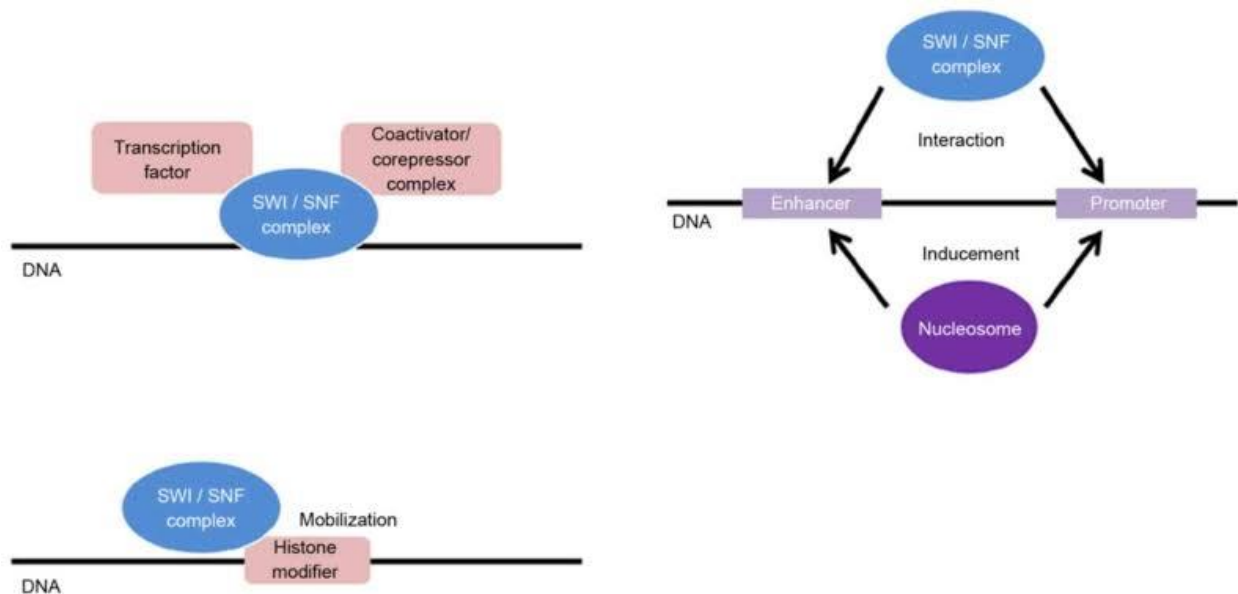 Transcription
factor
Coactivator/
corepressor
complex
SWI / SNF
complex
DNA
SWI / SNF
complex
Interaction
Enhancer
Promoter
DNA
Inducement
Nucleosome
SWI / SNF
complex
Mobilization
Histone
modifier
DNA